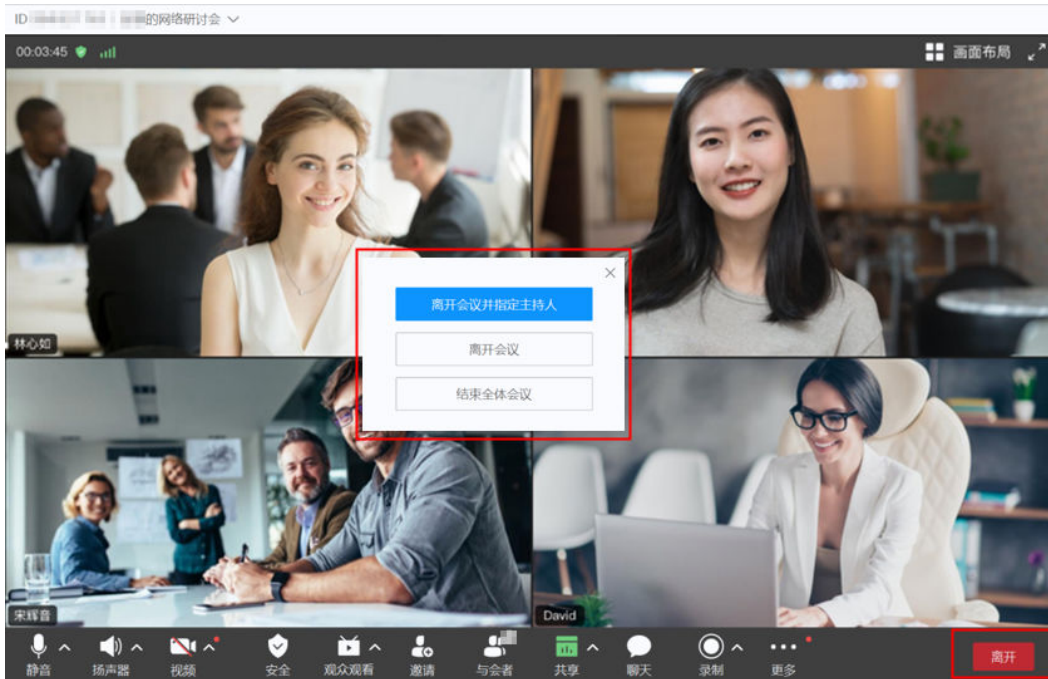 ID 的网络研讨会
00:03:45 画面布局
离开会议并指定主持人
离开会议
结束全体会议
林心如
宋辉音
David
静音 扬声器 视频 安全 观众观看 邀请 与会者 共享 聊天 录制 更多 离开